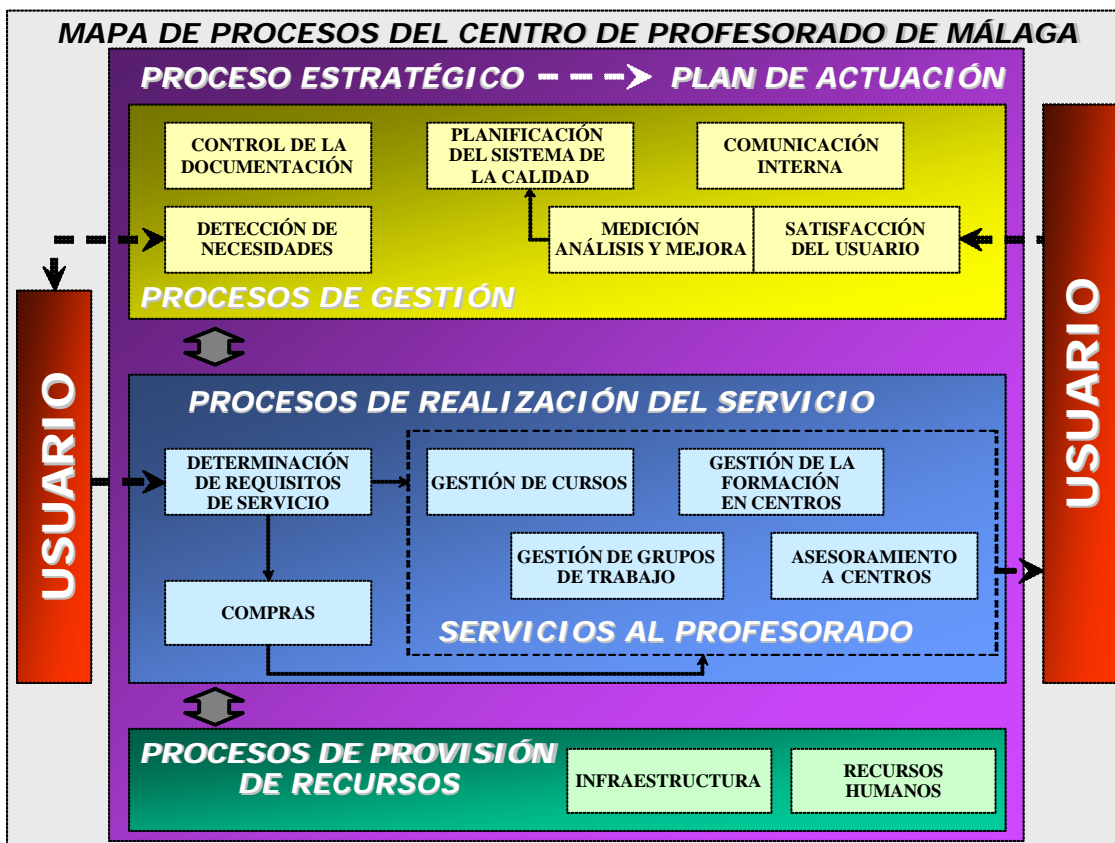 MAPA DE PROCESOS DEL CENTRO DE PROFESORADO DE MÁLAGA
PROCESO ESTRATÉGICO
PLAN DE ACTUACIÓN
CONTROL DE LA
DOCUMENTACIÓN
PLANIFICACIÓN
DEL SISTEMA DE
LA CALIDAD
COMUNICACIÓN
INTERNA
DETECCIÓN DE
NECESIDADES
MEDICIÓN
ANÁLISIS Y MEJORA
SATISFACCIÓN
DEL USUARIO
PROCESOS DE GESTIÓN
USUARIO
USUARIO
PROCESOS DE REALIZACIÓN DEL SERVICIO
DETERMINACIÓN
DE REQUISITOS
DE SERVICIO
GESTIÓN DE CURSOS
GESTIÓN DE LA
FORMACIÓN
EN CENTROS
GESTIÓN DE GRUPOS
DE TRABAJO
ASESORAMIENTO
A CENTROS
COMPRAS
SERVICIOS AL PROFESORADO
PROCESOS DE PROVISIÓN
DE RECURSOS
INFRAESTRUCTURA
RECURSOS
HUMANOS